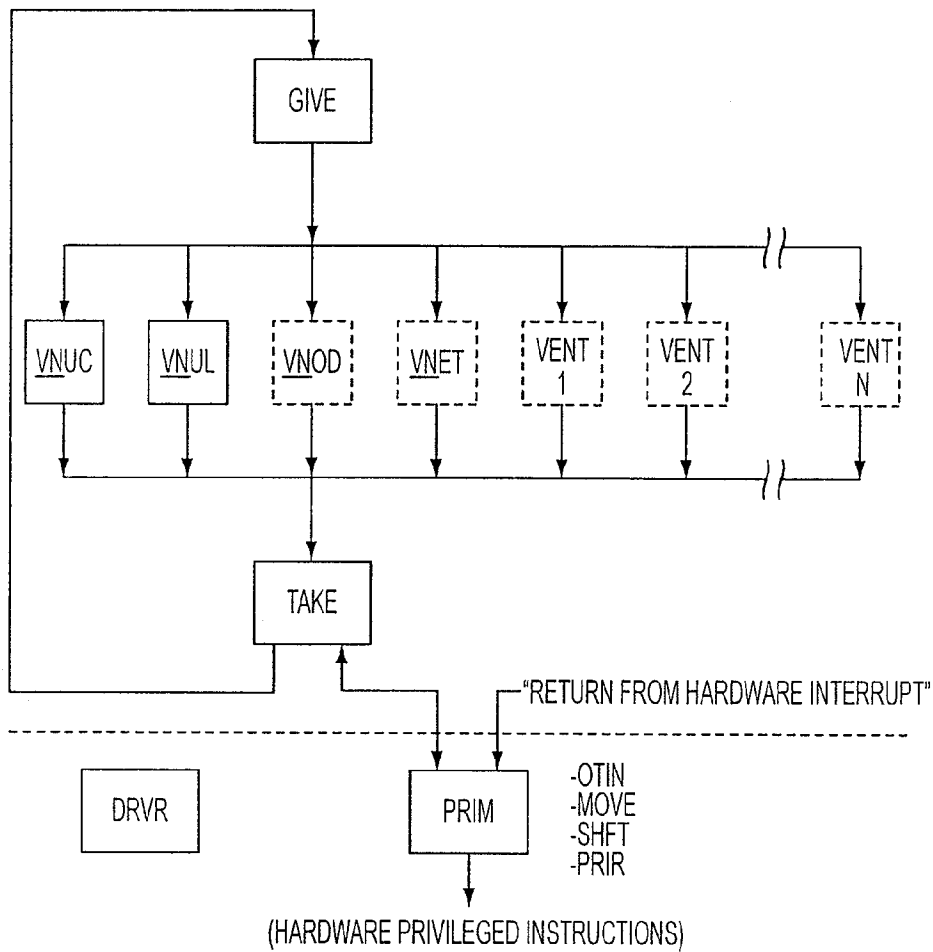 GIVE
VNUC VNUL VNOD VNET VENT 1 VENT 2 VENT N
TAKE
"RETURN FROM HARDWARE INTERRUPT"
DRVR
PRIM
-OTIN
-MOVE
-SHFT
-PRIR
(HARDWARE PRIVILEGED INSTRUCTIONS)